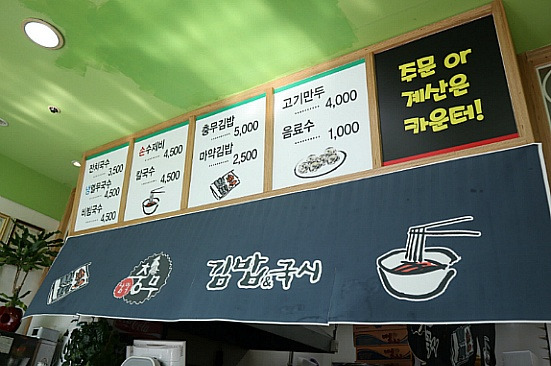 잔치국수
3,500
냉열무국수
4,500
비빔국수
4,500
손수제비
4,500
칼국수
4,500
충무김밥
5,000
마약김밥
2,500
고기만두
4,000
음료수
1,000
주문 or
계산은
카운터!
김밥&국시